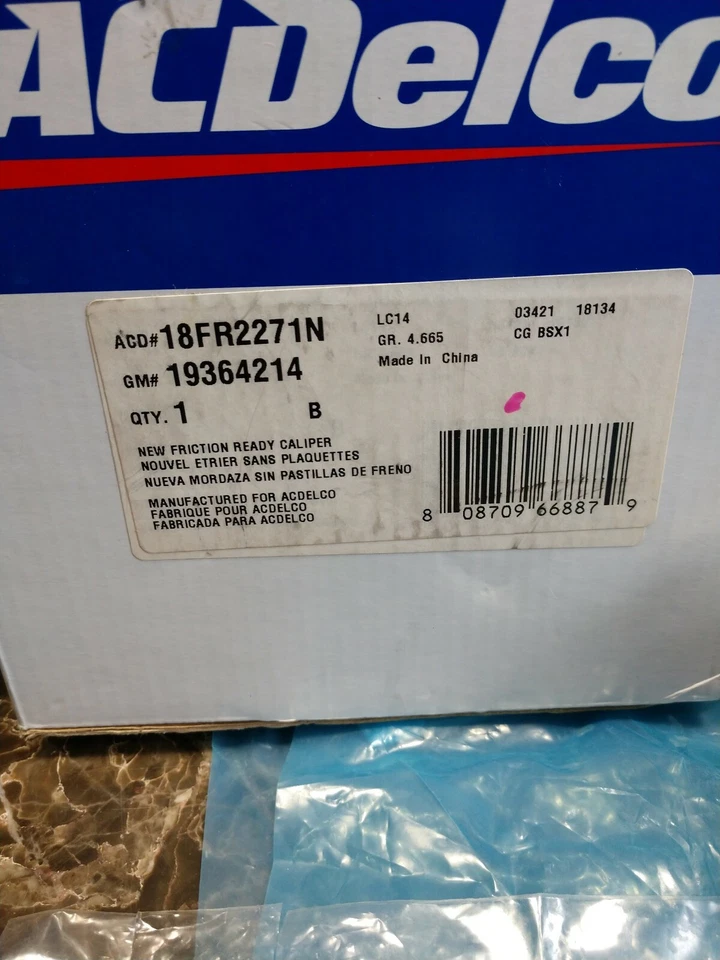 ACDelco
ACD# 18FR2271N
GM# 19364214
QTY. 1 B
LC14
GR. 4.665
Made In China
03421 18134
CG BSX1
NEW FRICTION READY CALIPER
NOUVEL ETRIER SANS PLAQUETTES
NUEVA MORDAZA SIN PASTILLAS DE FREÑO
MANUFACTURED FOR ACDELCO
FABRIQUE POUR ACDELCO
FABRICADA PARA ACDELCO
8 08709 66887 9